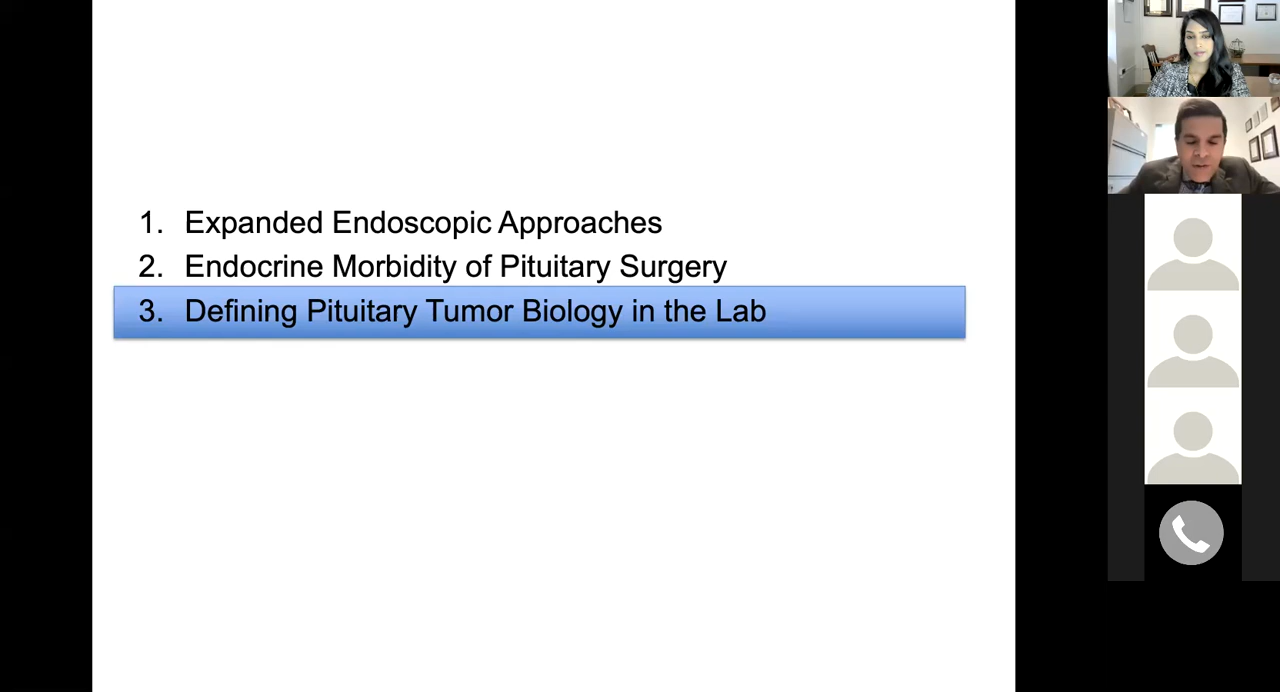 1. Expanded Endoscopic Approaches
2. Endocrine Morbidity of Pituitary Surgery
3. Defining Pituitary Tumor Biology in the Lab